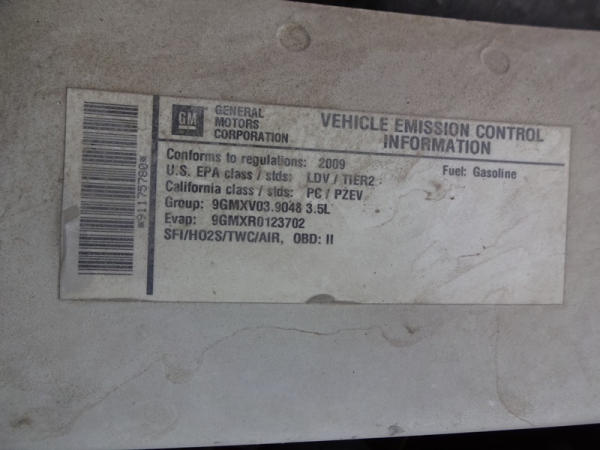 *91175780*
GM
GENERAL
MOTORS
CORPORATION
VEHICLE EMISSION CONTROL
INFORMATION
Conforms to regulations: 2009
Fuel: Gasoline
U.S. EPA class / stds: LDV / TIER2
California class / stds: PC / PZEV
Group: 9GMXV03.9048 3.5L
Evap: 9GMXR0123702
SFI/HO2S/TWC/AIR, OBD: II